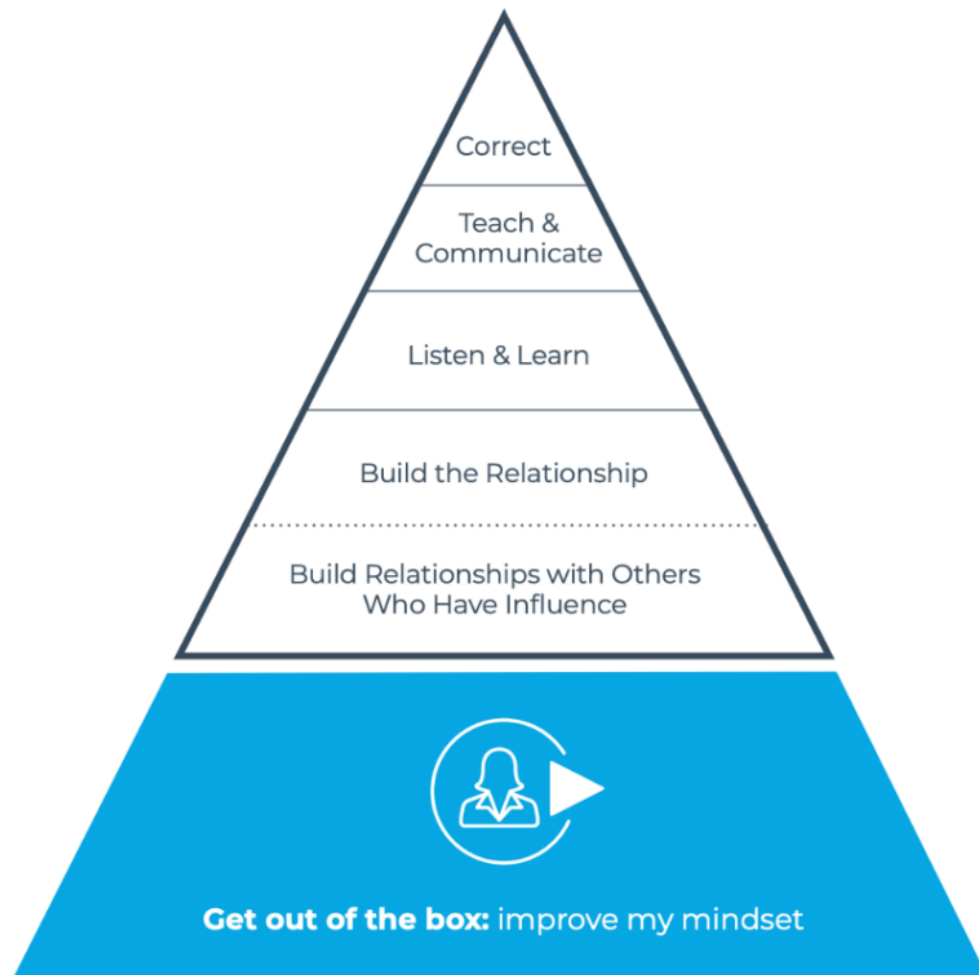 Correct
Teach &
Communicate
Listen & Learn
Build the Relationship
Build Relationships with Others
Who Have Influence
Get out of the box: improve my mindset